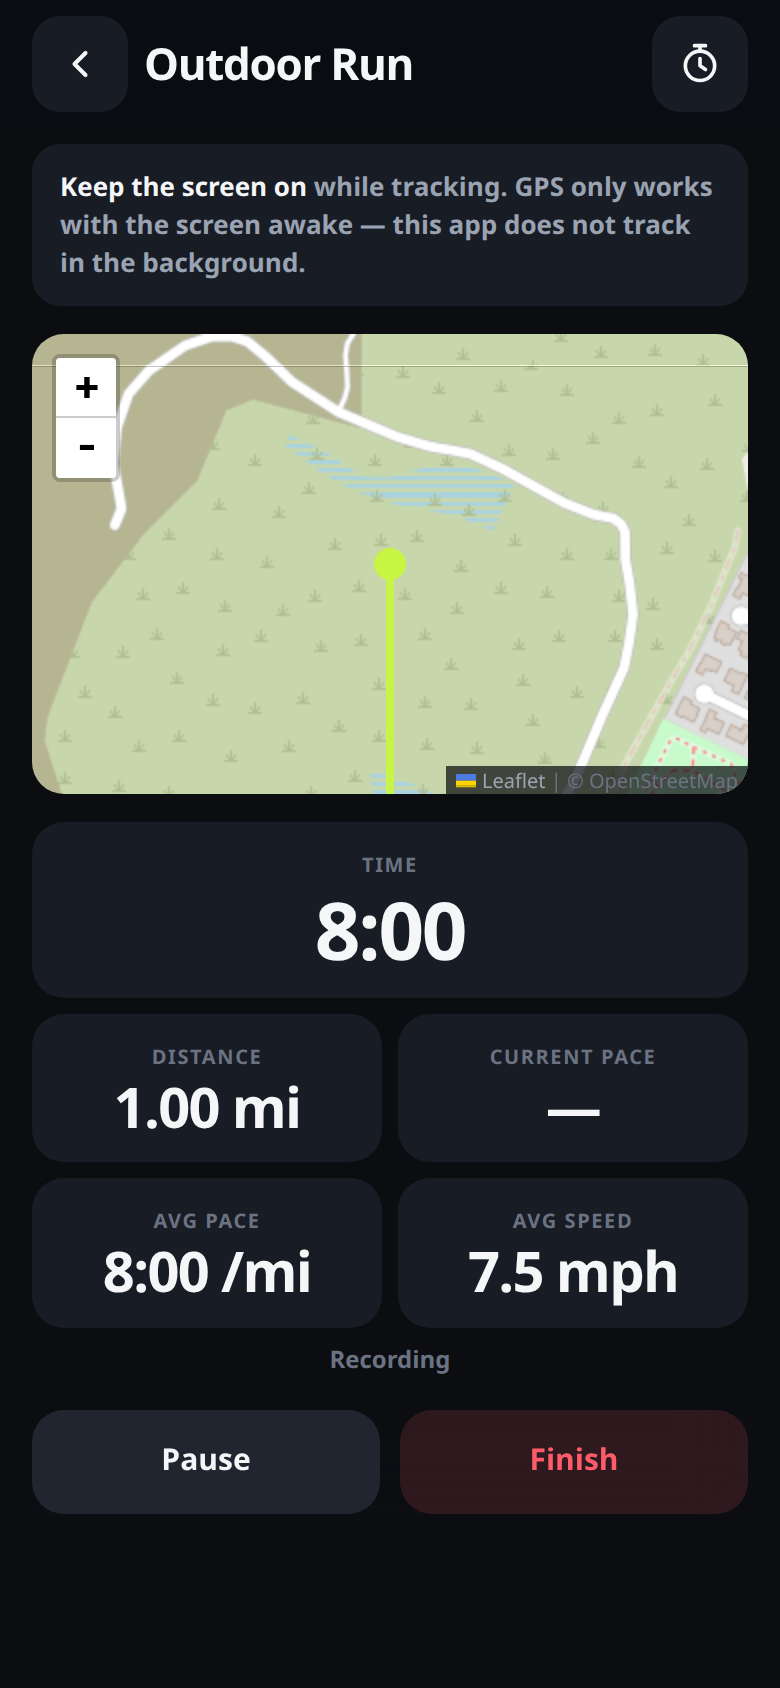 Outdoor Run
Keep the screen on while tracking. GPS only works
with the screen awake — this app does not track
in the background.
+
-
Leaflet | © OpenStreetMap
TIME
8:00
DISTANCE
1.00 mi
CURRENT PACE
—
AVG PACE
8:00 /mi
AVG SPEED
7.5 mph
Recording
Pause
Finish